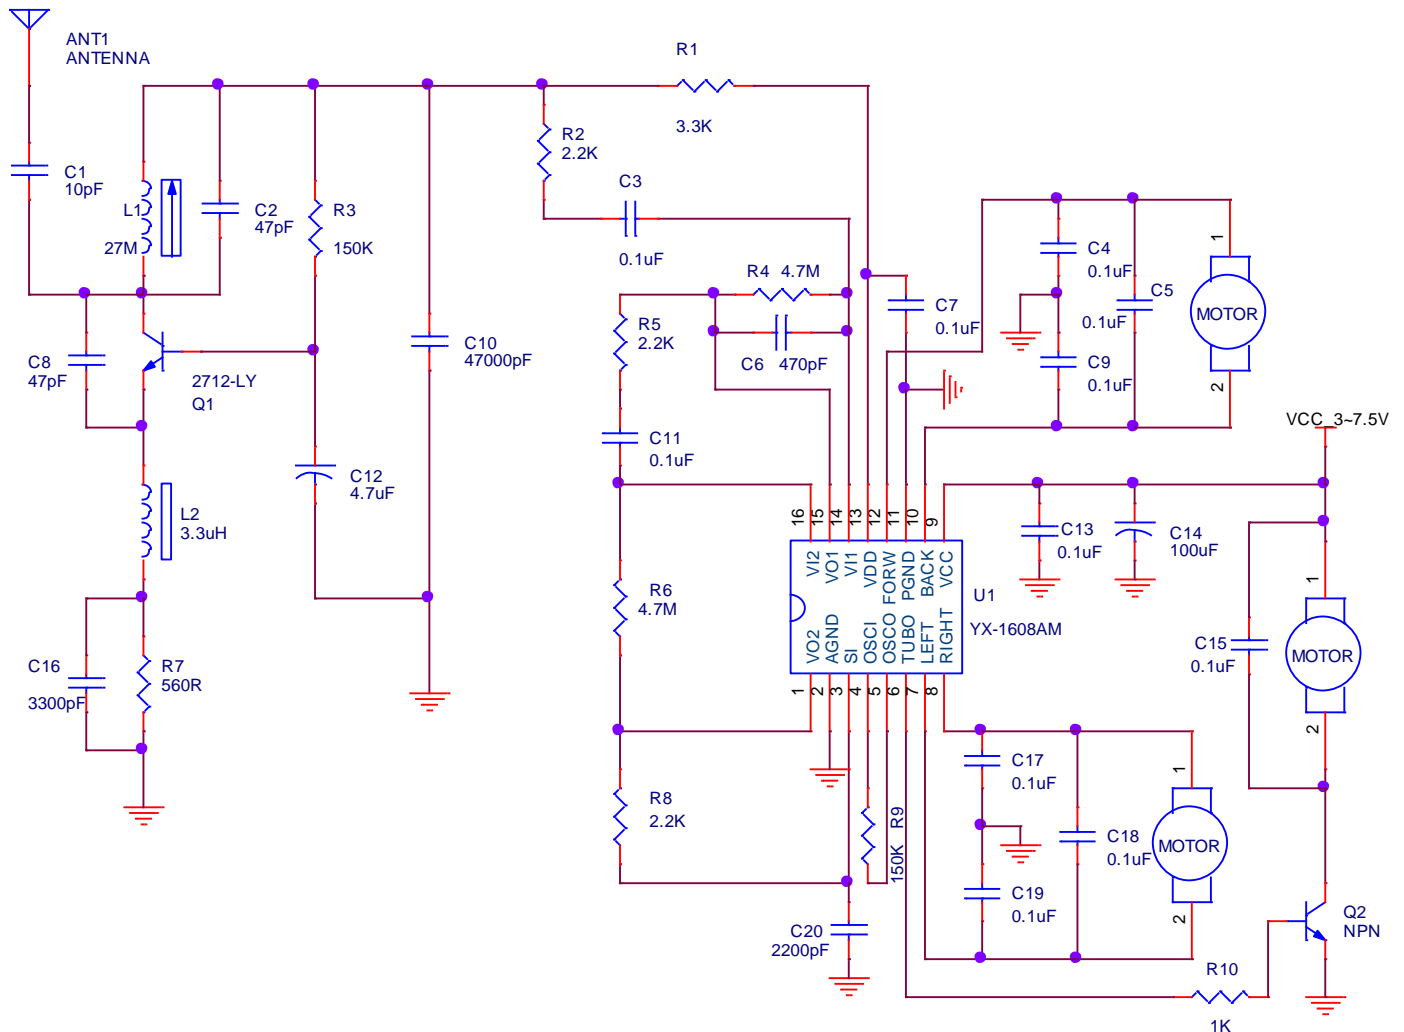 ANT1
ANTENNA
R1
3.3K
R2
2.2K
C1
10pF
L1
27M
C2
47pF
R3
150K
C3
0.1uF
R4 4.7M
C6 470pF
R5
2.2K
C7
0.1uF
C4
0.1uF
C5
0.1uF
C9
0.1uF
1
MOTOR
2
C8
47pF
2712-LY
Q1
C10
47000pF
C11
0.1uF
C12
4.7uF
VCC_3~7.5V
L2
3.3uH
16
15
14
13
12
11
10
9
VI2
VO1
VI1
VDD
FORW
PGND
BACK
VCC
VO2
AGND
SI
OSCI
OSCO
TUBO
LEFT
RIGHT
1
2
3
4
5
6
7
8
U1
YX-1608AM
C13
0.1uF
C14
100uF
C15
0.1uF
1
MOTOR
2
R6
4.7M
C16
3300pF
R7
560R
R8
2.2K
R9
150K
C17
0.1uF
C18
0.1uF
C19
0.1uF
1
MOTOR
2
C20
2200pF
Q2
NPN
R10
1K